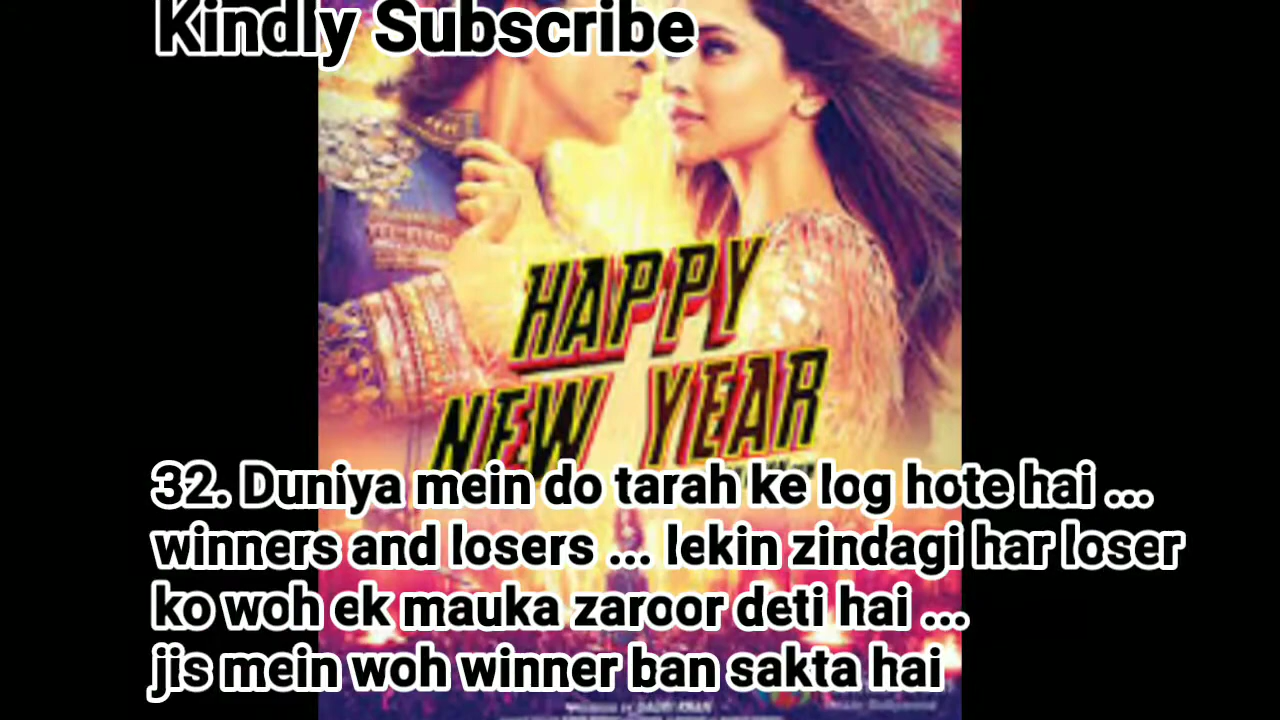 Kindly Subscribe
HAPPY
NEW YEAR
32. Duniya mein do tarah ke log hote hai ...
winners and losers ... lekin zindagi har loser
ko woh ek mauka zaroor deti hai ...
jis mein woh winner ban sakta hai